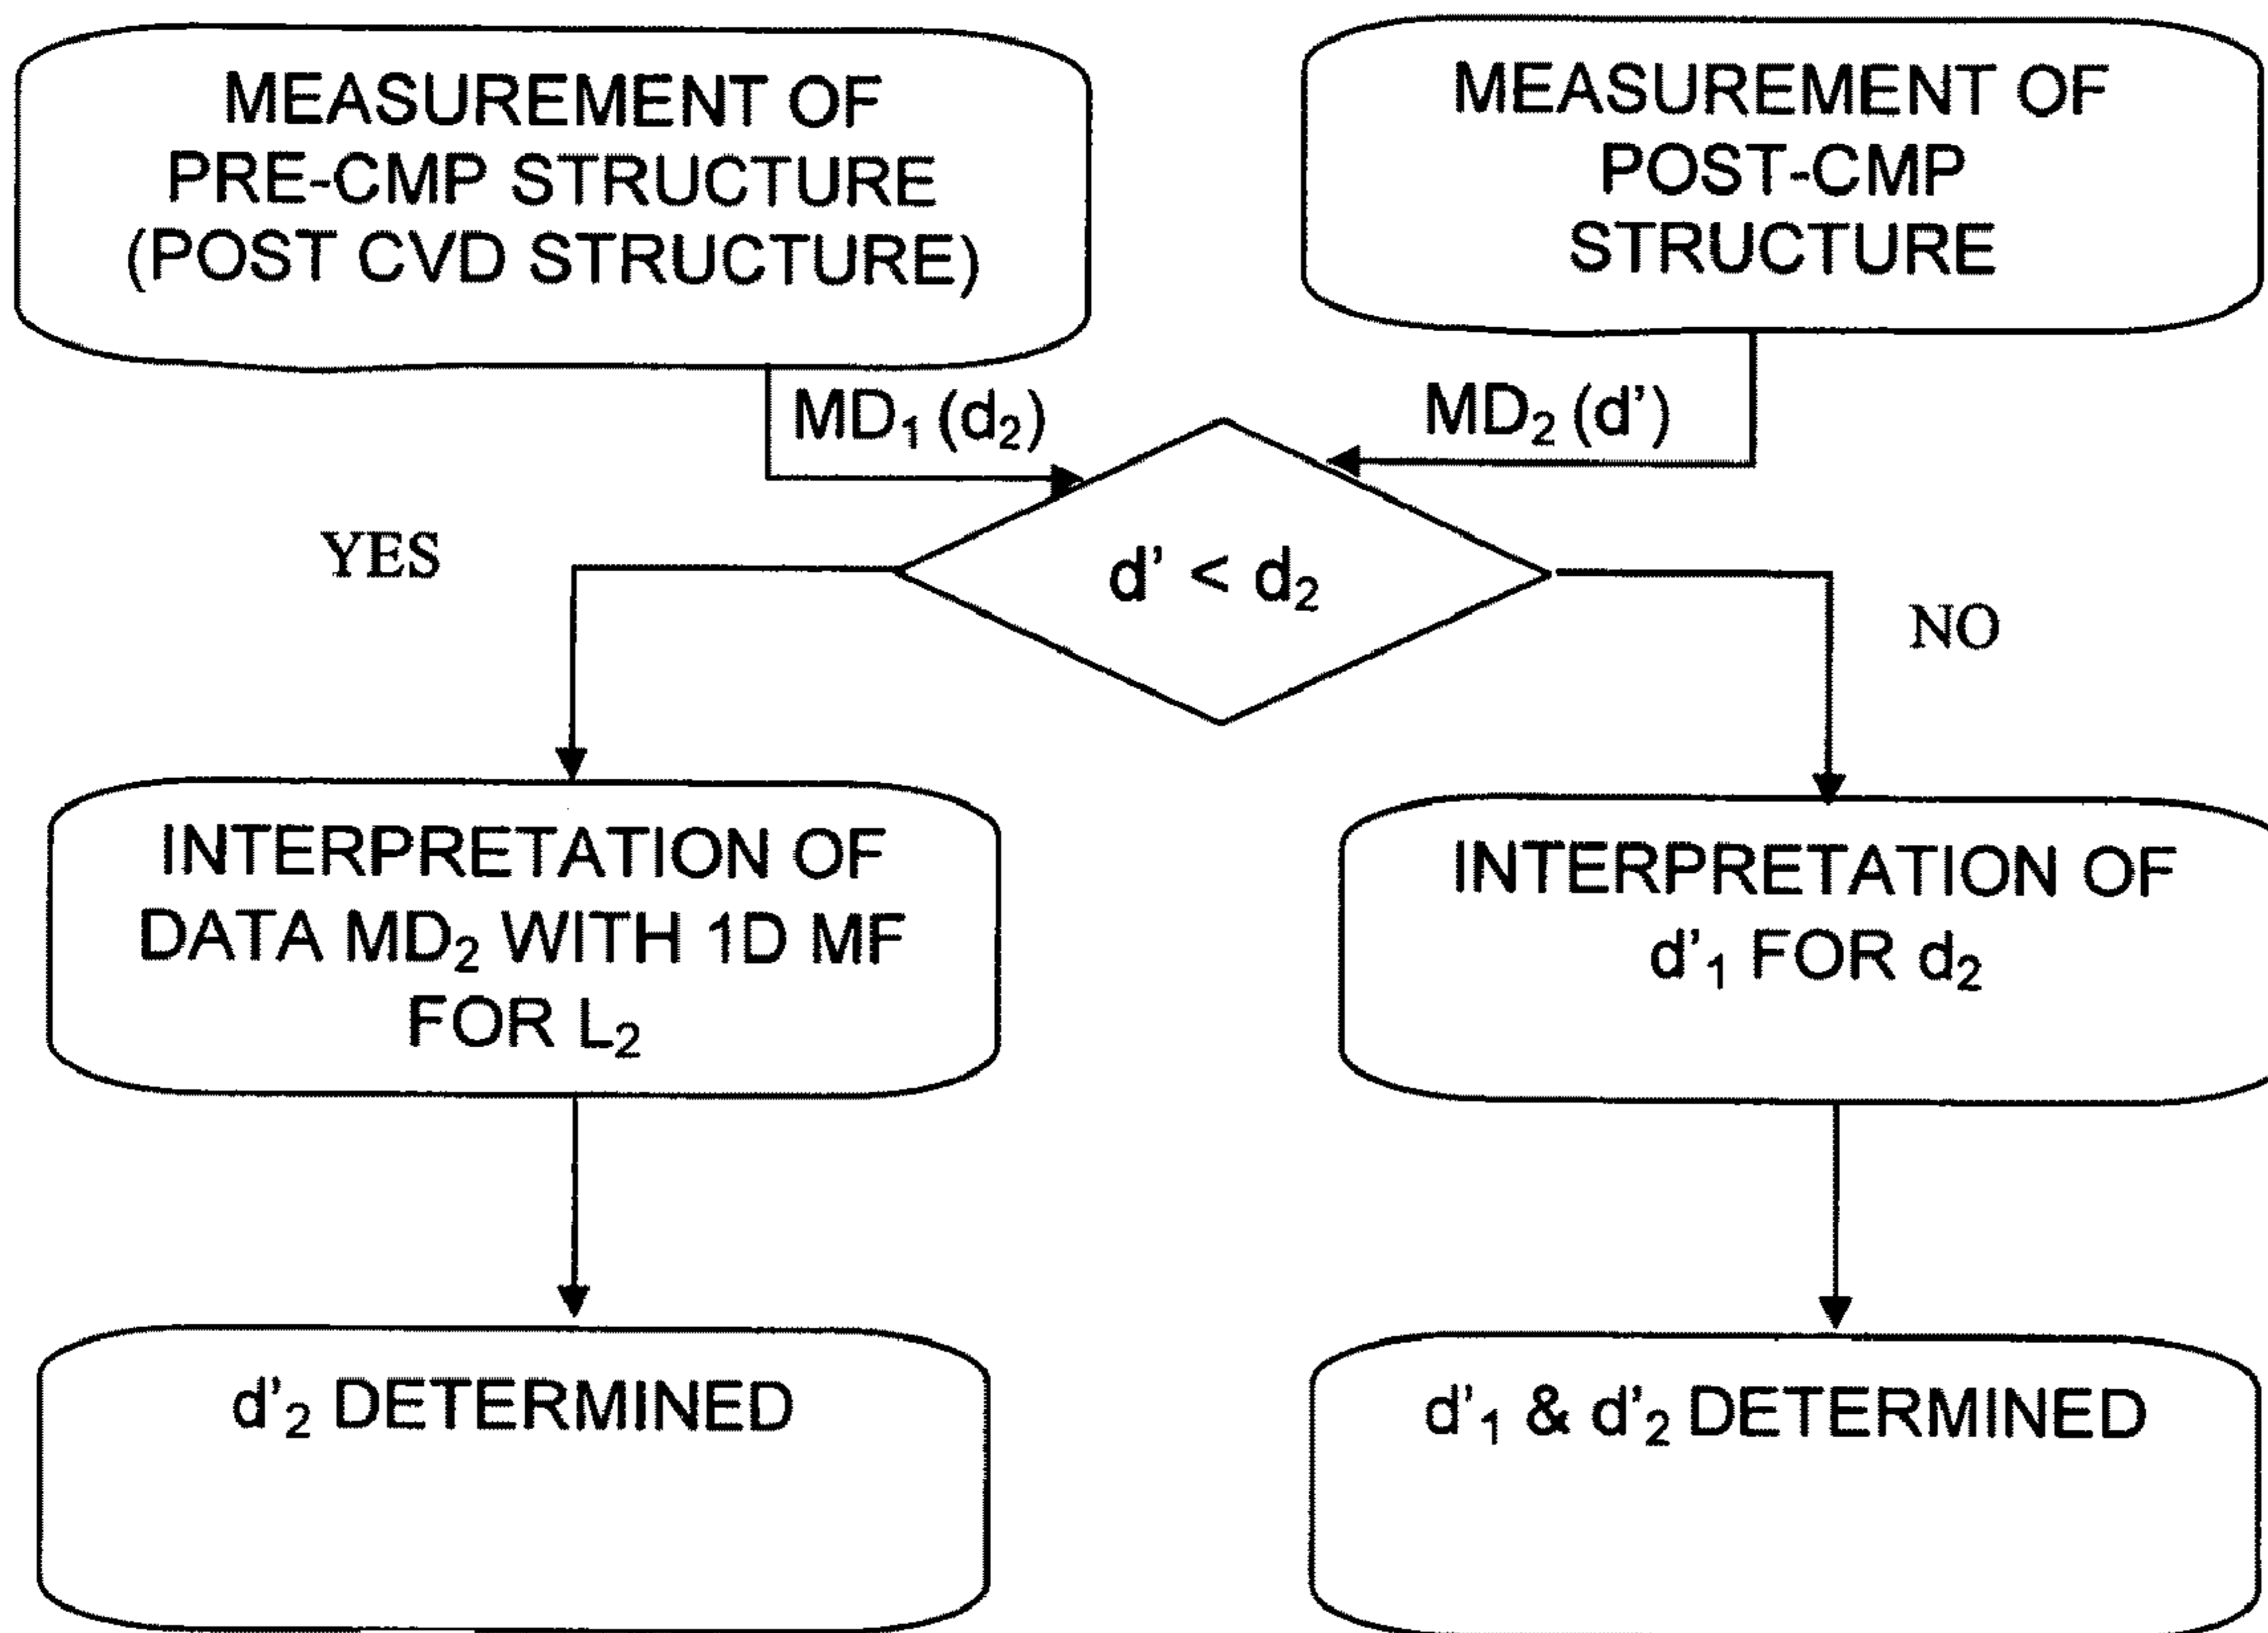 MEASUREMENT OF
PRE-CMP STRUCTURE
(POST CVD STRUCTURE)
MEASUREMENT OF
POST-CMP
STRUCTURE
MD₁ (d₂)
MD₂ (d’)
YES
d’ < d₂
NO
INTERPRETATION OF
DATA MD₂ WITH 1D MF
FOR L₂
INTERPRETATION OF
d’₁ FOR d₂
d’₂ DETERMINED
d’₁ & d’₂ DETERMINED